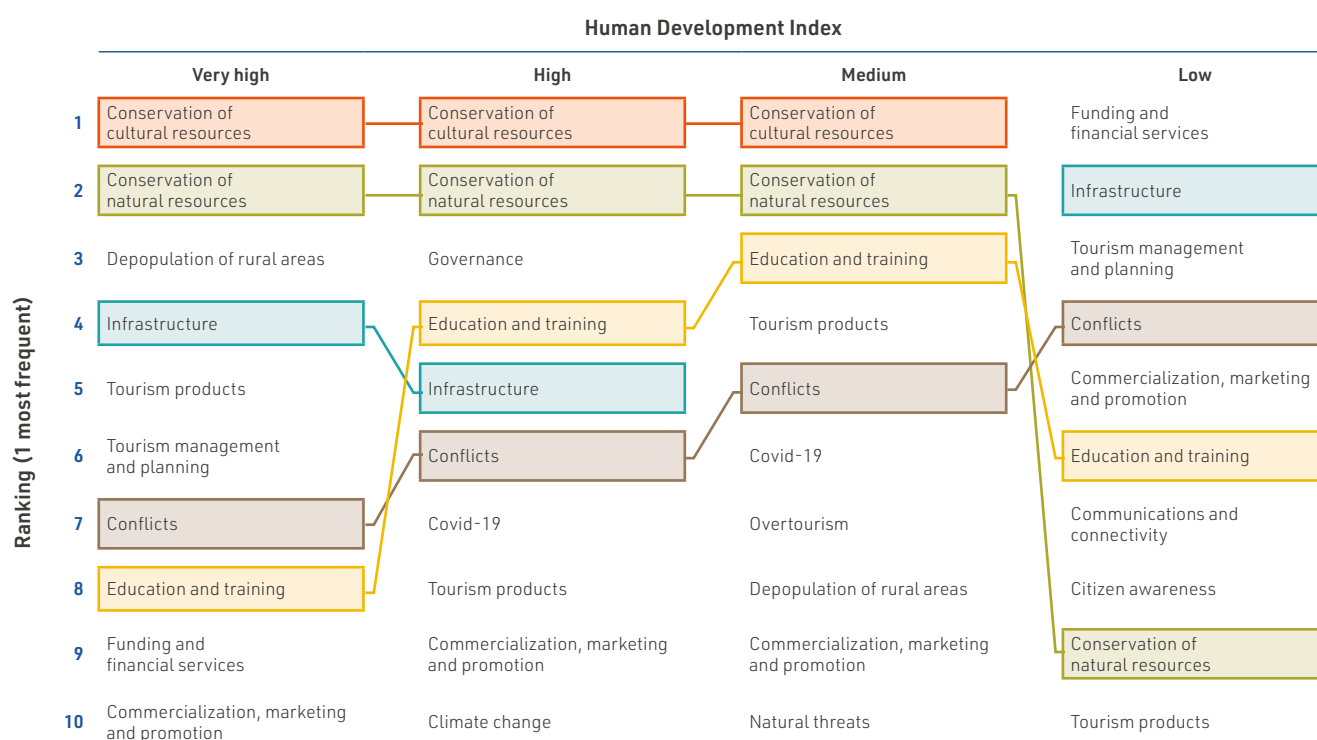 Human Development Index
Very high
High
Medium
Low
Ranking (1 most frequent)
1
Conservation of
cultural resources
Conservation of
cultural resources
Conservation of
cultural resources
Funding and
financial services
2
Conservation of
natural resources
Conservation of
natural resources
Conservation of
natural resources
Infrastructure
3
Depopulation of rural areas
Governance
Education and training
Tourism management
and planning
4
Infrastructure
Education and training
Tourism products
Conflicts
5
Tourism products
Infrastructure
Conflicts
Commercialization, marketing
and promotion
6
Tourism management
and planning
Conflicts
Covid-19
Education and training
7
Conflicts
Covid-19
Overtourism
Communications and
connectivity
8
Education and training
Tourism products
Depopulation of rural areas
Citizen awareness
9
Funding and
financial services
Commercialization, marketing
and promotion
Commercialization, marketing
and promotion
Conservation of
natural resources
10
Commercialization, marketing
and promotion
Climate change
Natural threats
Tourism products